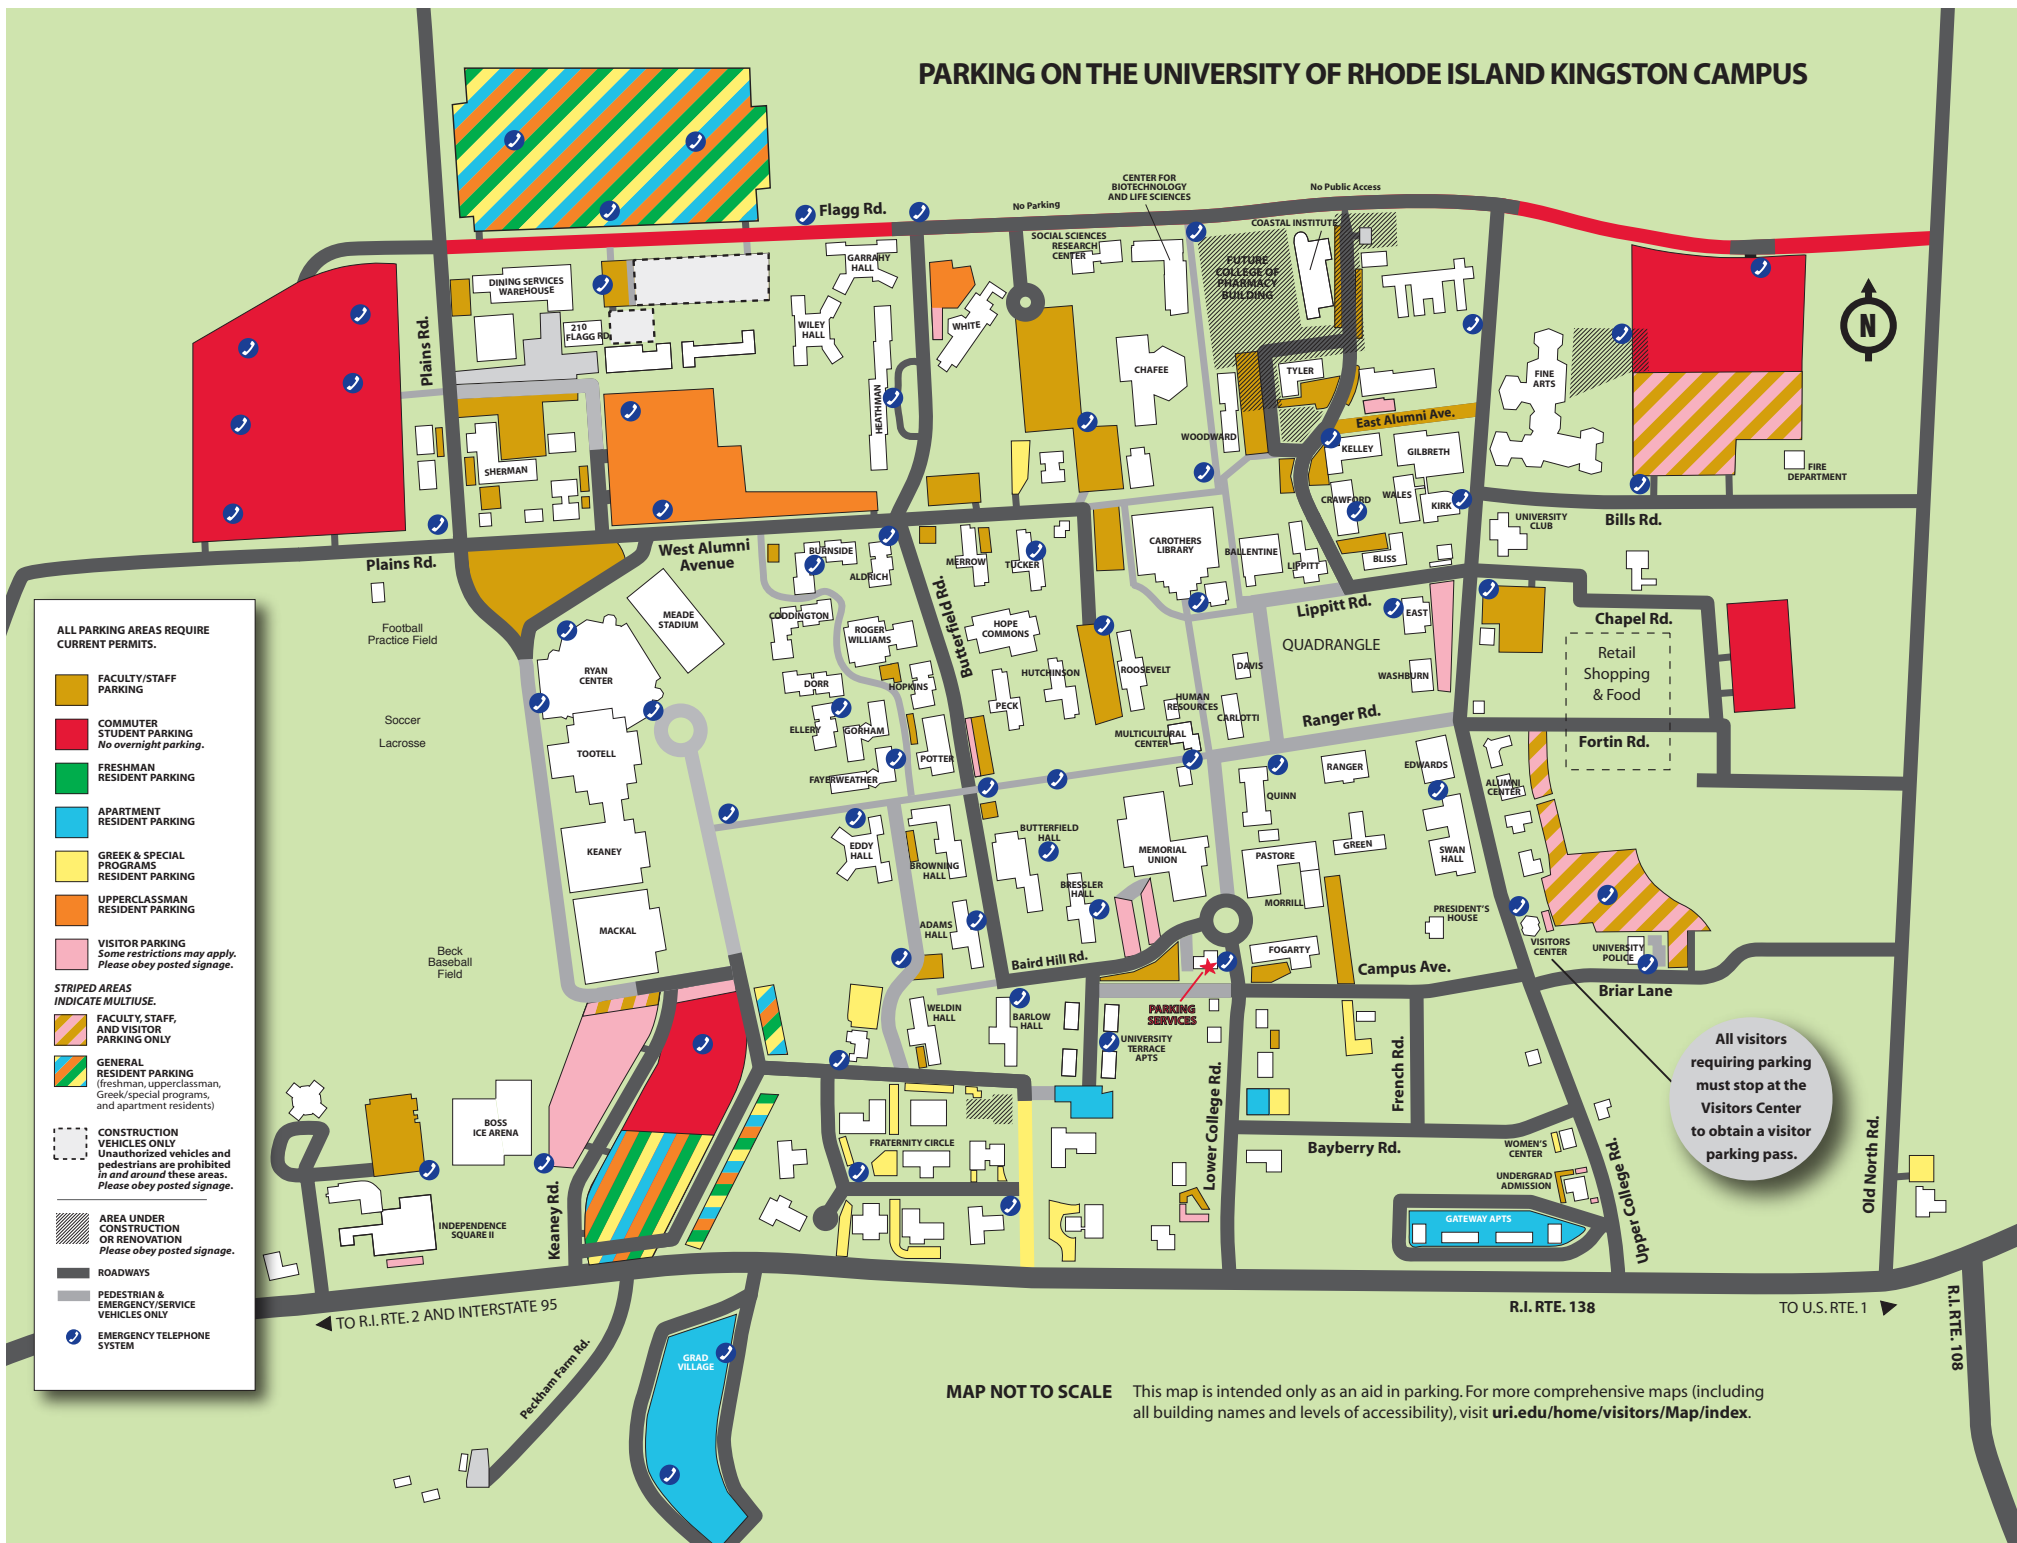 PARKING ON THE UNIVERSITY OF RHODE ISLAND KINGSTON CAMPUS
CENTER FOR
BIOTECHNOLOGY
AND LIFE SCIENCES
No Public Access
No Parking
Flagg Rd.
COASTAL INSTITUTE
SOCIAL SCIENCES
RESEARCH
CENTER
GARRAHY
HALL
FUTURE
COLLEGE OF
PHARMACY
BUILDING
DINING SERVICES
WAREHOUSE
210
FLAGG RD
WILEY
HALL
WHITE
N
Plains Rd.
CHAFEE
TYLER
FINE
ARTS
HEATHMAN
East Alumni Ave.
WOODWARD
KELLEY
GILBRETH
SHERMAN
FIRE
DEPARTMENT
CRAWFORD
WALES
KIRK
UNIVERSITY
CLUB
Bills Rd.
Plains Rd.
West Alumni
Avenue
BURNSIDE
ALDRICH
MERROW
TUCKER
CAROTHERS
LIBRARY
BALLENTINE
LIPPITT
BLISS
MEADE
STADIUM
CODDINGTON
Butterfield Rd.
Lippitt Rd.
EAST
Chapel Rd.
Football
Practice Field
ROGER
WILLIAMS
HOPE
COMMONS
QUADRANGLE
Retail
Shopping
& Food
RYAN
CENTER
DORR
HOPKINS
HUTCHINSON
ROOSEVELT
DAVIS
WASHBURN
PECK
HUMAN
RESOURCES
CARLOTTI
Ranger Rd.
Soccer
Lacrosse
ELLERY
GORHAM
MULTICULTURAL
CENTER
Fortin Rd.
TOOTELL
POTTER
FAYERWEATHER
RANGER
EDWARDS
QUINN
ALUMNI
CENTER
KEANEY
EDDY
HALL
BROWNING
HALL
BUTTERFIELD
HALL
MEMORIAL
UNION
PASTORE
GREEN
SWAN
HALL
BRESSLER
HALL
MORRILL
PRESIDENT'S
HOUSE
MACKAL
ADAMS
HALL
FOGARTY
VISITORS
CENTER
UNIVERSITY
POLICE
Beck
Baseball
Field
Baird Hill Rd.
Campus Ave.
Briar Lane
PARKING
SERVICES
WELDIN
HALL
BARLOW
HALL
UNIVERSITY
TERRACE
APTS
All visitors
requiring parking
must stop at the
Visitors Center
to obtain a visitor
parking pass.
French Rd.
Lower College Rd.
BOSS
ICE ARENA
FRATERNITY CIRCLE
Bayberry Rd.
WOMEN'S
CENTER
UNDERGRAD
ADMISSION
Upper College Rd.
Old North Rd.
Keaney Rd.
INDEPENDENCE
SQUARE II
GATEWAY APTS
TO R.I. RTE. 2 AND INTERSTATE 95
R.I. RTE. 138
TO U.S. RTE. 1
R.I. RTE. 108
Peckham Farm Rd.
GRAD
VILLAGE
MAP NOT TO SCALE
This map is intended only as an aid in parking. For more comprehensive maps (including
all building names and levels of accessibility), visit uri.edu/home/visitors/Map/index.
ALL PARKING AREAS REQUIRE
CURRENT PERMITS.
FACULTY/STAFF
PARKING
COMMUTER
STUDENT PARKING
No overnight parking.
FRESHMAN
RESIDENT PARKING
APARTMENT
RESIDENT PARKING
GREEK & SPECIAL
PROGRAMS
RESIDENT PARKING
UPPERCLASSMAN
RESIDENT PARKING
VISITOR PARKING
Some restrictions may apply.
Please obey posted signage.
STRIPED AREAS
INDICATE MULTIUSE.
FACULTY, STAFF,
AND VISITOR
PARKING ONLY
GENERAL
RESIDENT PARKING
(freshman, upperclassman,
Greek/special programs,
and apartment residents)
CONSTRUCTION
VEHICLES ONLY
Unauthorized vehicles and
pedestrians are prohibited
in and around these areas.
Please obey posted signage.
AREA UNDER
CONSTRUCTION
OR RENOVATION
Please obey posted signage.
ROADWAYS
PEDESTRIAN &
EMERGENCY/SERVICE
VEHICLES ONLY
EMERGENCY TELEPHONE
SYSTEM